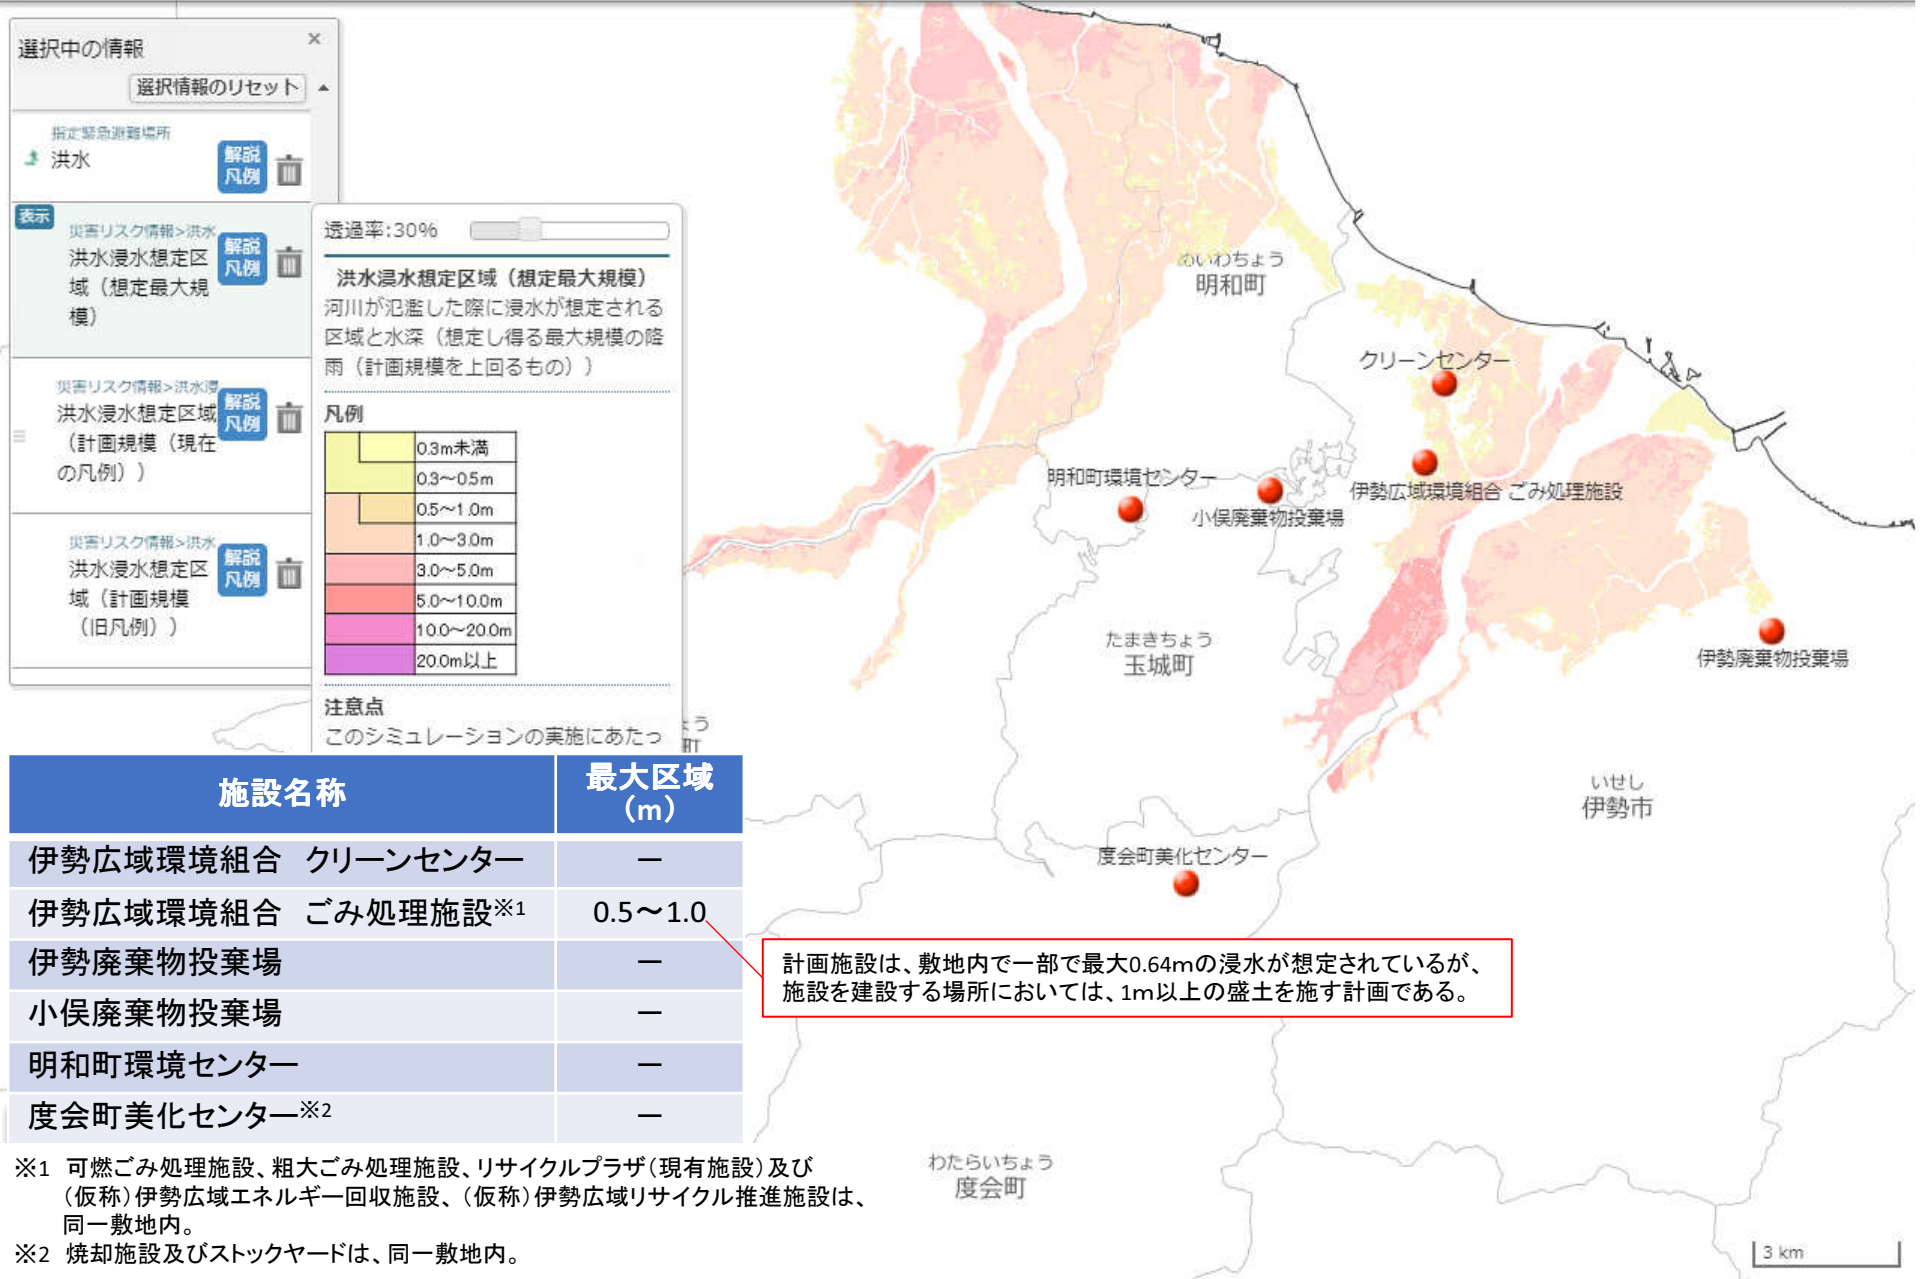 選択中の情報
×
選択情報のリセット
指定緊急避難場所
洪水
解説
凡例
表示
災害リスク情報>洪水
洪水浸水想定区
域（想定最大規
模）
解説
凡例
災害リスク情報>洪水浸
洪水浸水想定区域
（計画規模（現在
の凡例））
解説
凡例
災害リスク情報>洪水
洪水浸水想定区
域（計画規模
（旧凡例））
解説
凡例
透過率:30%
洪水浸水想定区域（想定最大規模）
河川が氾濫した際に浸水が想定される
区域と水深（想定し得る最大規模の降
雨（計画規模を上回るもの））
凡例
0.3m未満
0.3～0.5m
0.5～1.0m
1.0～3.0m
3.0～5.0m
5.0～10.0m
10.0～20.0m
20.0m以上
注意点
このシミュレーションの実施にあたっ
ょう
町
めいわちょう
明和町
クリーンセンター
明和町環境センター
小俣廃棄物投棄場
伊勢広域環境組合 ごみ処理施設
伊勢廃棄物投棄場
たまきちょう
玉城町
いせし
伊勢市
度会町美化センター
わたらいちょう
度会町
3 km
施設名称 最大区域
（m）
伊勢広域環境組合　クリーンセンター －
伊勢広域環境組合　ごみ処理施設※1 0.5～1.0
伊勢廃棄物投棄場 －
小俣廃棄物投棄場 －
明和町環境センター －
度会町美化センター※2 －
計画施設は、敷地内で一部で最大0.64mの浸水が想定されているが、
施設を建設する場所においては、1m以上の盛土を施す計画である。
※1 可燃ごみ処理施設、粗大ごみ処理施設、リサイクルプラザ（現有施設）及び
（仮称）伊勢広域エネルギー回収施設、（仮称）伊勢広域リサイクル推進施設は、
同一敷地内。
※2 焼却施設及びストックヤードは、同一敷地内。